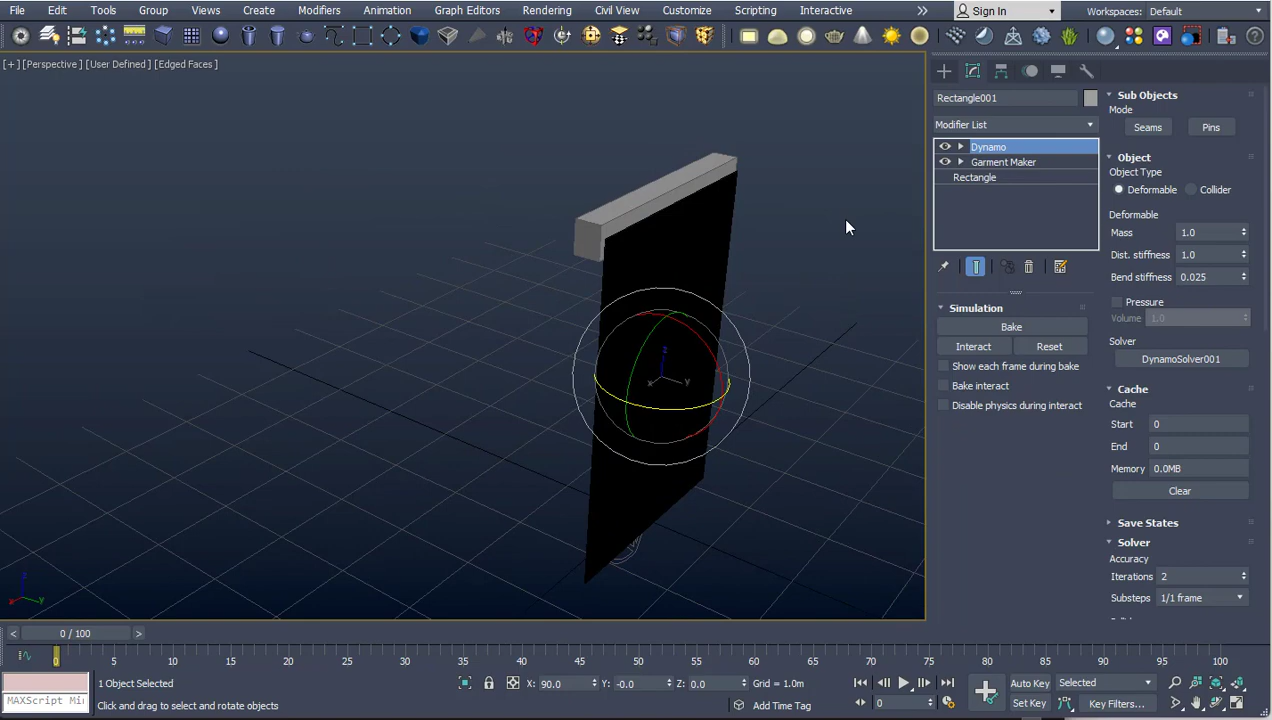 File Edit Tools Group Views Create Modifiers Animation Graph Editors Rendering Civil View Customize Scripting Interactive Sign In Workspaces: Default
[+] [Perspective ] [User Defined ] [Edged Faces ]
Rectangle001
Modifier List
Dynamo
Garment Maker
Rectangle
Simulation
Bake
Interact Reset
Show each frame during bake
Bake interact
Disable physics during interact
Sub Objects
Mode
Seams Pins
Object
Object Type
Deformable Collider
Deformable
Mass 1.0
Dist. stiffness 1.0
Bend stiffness 0.025
Pressure
Volume 1.0
Solver
DynamoSolver001
Cache
Cache
Start 0
End 0
Memory 0.0MB
Clear
Save States
Solver
Accuracy
Iterations 2
Substeps 1/1 frame
z
x y
z
x y
< 0 / 100 >
0 5 10 15 20 25 30 35 40 45 50 55 60 65 70 75 80 85 90 95 100
1 Object Selected X: 90.0 Y: -0.0 Z: 0.0 Grid = 1.0m Auto Key Selected
MAXScript Mi: Click and drag to select and rotate objects Add Time Tag 0 Set Key Key Filters...